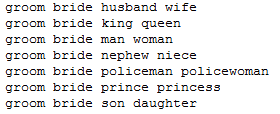 groom bride husband wife
groom bride king queen
groom bride man woman
groom bride nephew niece
groom bride policeman policewoman
groom bride prince princess
groom bride son daughter